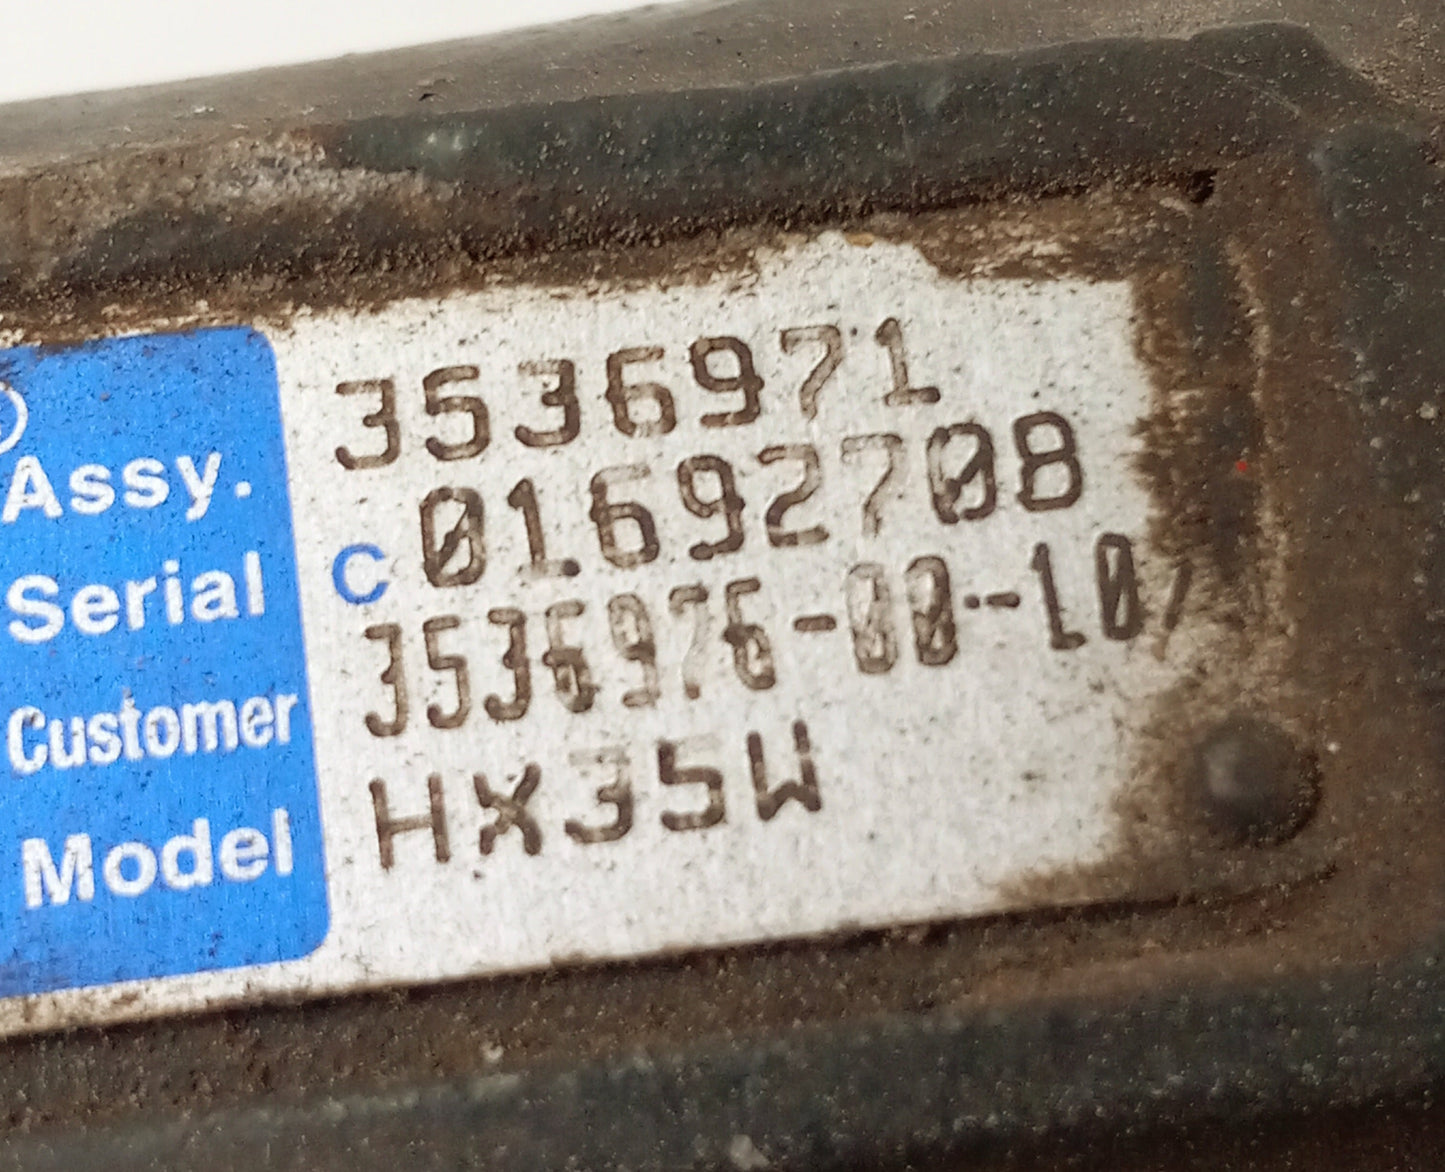 Assy. 3536971
Serial C 01692708
Customer 3536976-00-10/
Model HX35W